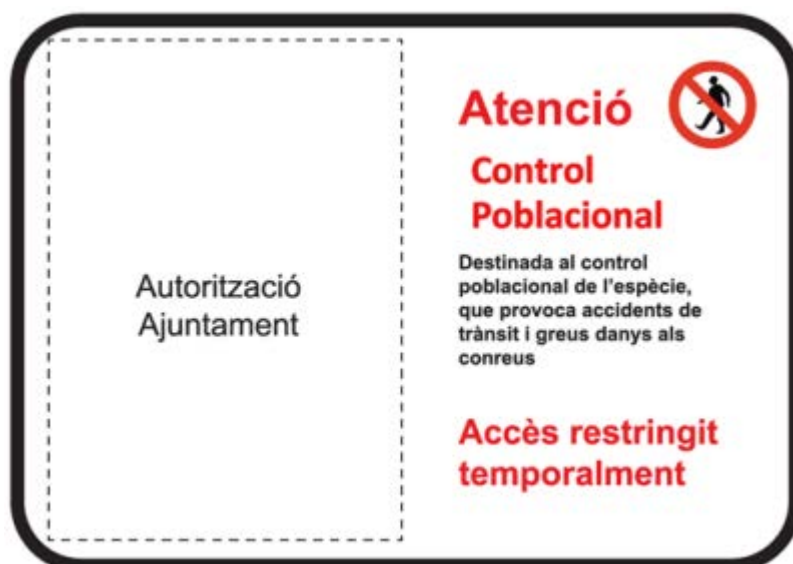 Autorització
Ajuntament
Atenció
Control
Poblacional
Destinada al control
poblacional de l'espècie,
que provoca accidents de
trànsit i greus danys als
conreus
Accès restringit
temporalment